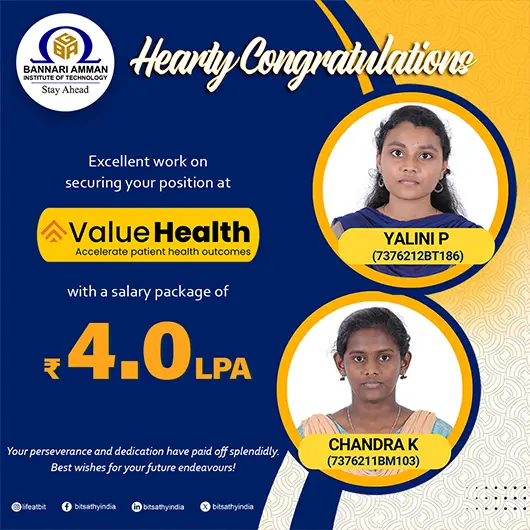 BANNARI AMMAN
INSTITUTE OF TECHNOLOGY
Stay Ahead
Hearty Congratulations
Excellent work on
securing your position at
Value Health
Accelerate patient health outcomes
with a salary package of
₹ 4.0 LPA
YALINI P
(7376212BT186)
CHANDRA K
(7376211BM103)
Your perseverance and dedication have paid off splendidly.
Best wishes for your future endeavours!
lifeatbit bitsathyindia bitsathyindia bitsathyindia